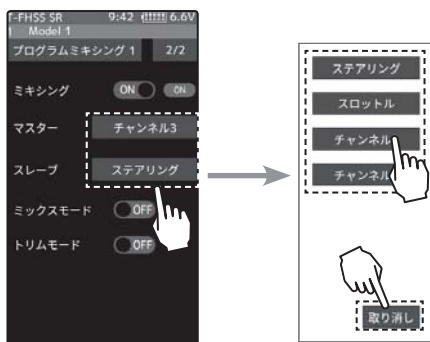 T-FHSS SR 9:42 6.6V
1 Model 1
プログラムミキシング 1 2/2
ミキシング ON ON
マスター チャンネル3
スレーブ ステアリング
ミックスモード OFF
トリムモード OFF
ステアリング
スロットル
チャンネル
チャンネル
取り消し